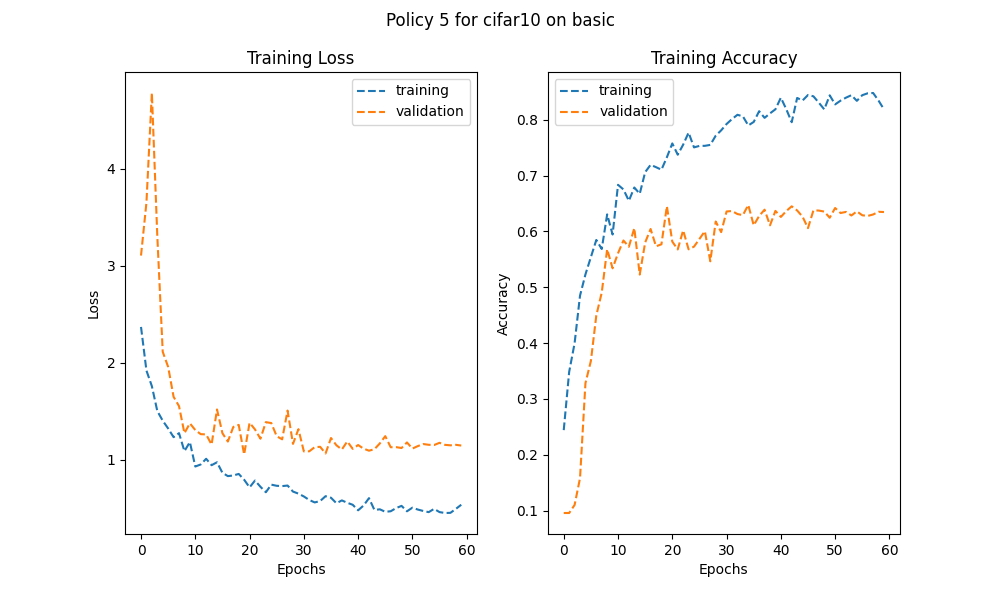 Policy 5 for cifar10 on basic
Training Loss
training
validation
4
3
2
1
Loss
0 10 20 30 40 50 60
Epochs
Training Accuracy
training
validation
0.8
0.7
0.6
0.5
0.4
0.3
0.2
0.1
Accuracy
0 10 20 30 40 50 60
Epochs